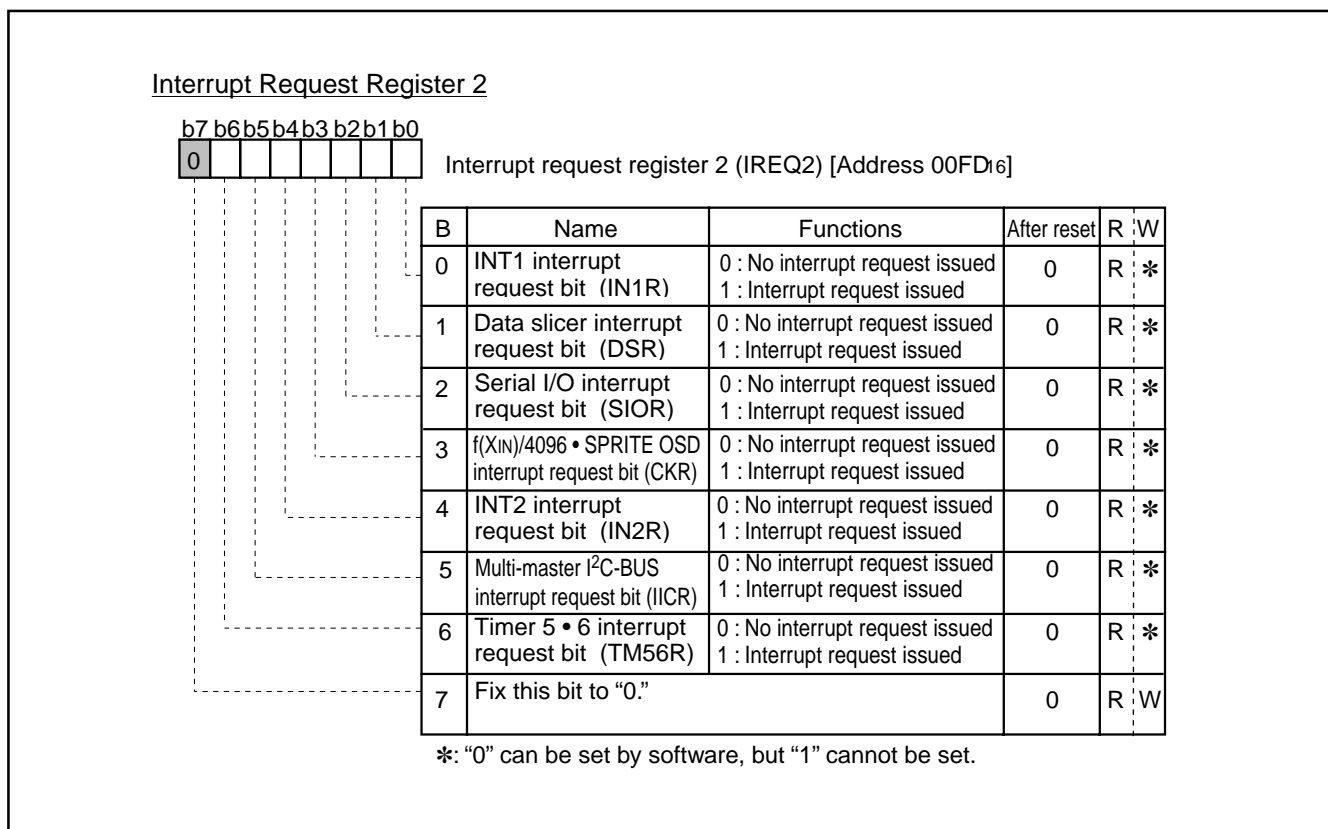 Interrupt Request Register 2
b7 b6 b5 b4 b3 b2 b1 b0
0
Interrupt request register 2 (IREQ2) [Address 00FD16]
B Name Functions After reset R W
0 INT1 interrupt request bit (IN1R) 0 : No interrupt request issued 1 : Interrupt request issued 0 R ✻
1 Data slicer interrupt request bit (DSR) 0 : No interrupt request issued 1 : Interrupt request issued 0 R ✻
2 Serial I/O interrupt request bit (SIOR) 0 : No interrupt request issued 1 : Interrupt request issued 0 R ✻
3 f(XIN)/4096 • SPRITE OSD interrupt request bit (CKR) 0 : No interrupt request issued 1 : Interrupt request issued 0 R ✻
4 INT2 interrupt request bit (IN2R) 0 : No interrupt request issued 1 : Interrupt request issued 0 R ✻
5 Multi-master I²C-BUS interrupt request bit (IICR) 0 : No interrupt request issued 1 : Interrupt request issued 0 R ✻
6 Timer 5 • 6 interrupt request bit (TM56R) 0 : No interrupt request issued 1 : Interrupt request issued 0 R ✻
7 Fix this bit to “0.” 0 R W
✻: “0” can be set by software, but “1” cannot be set.